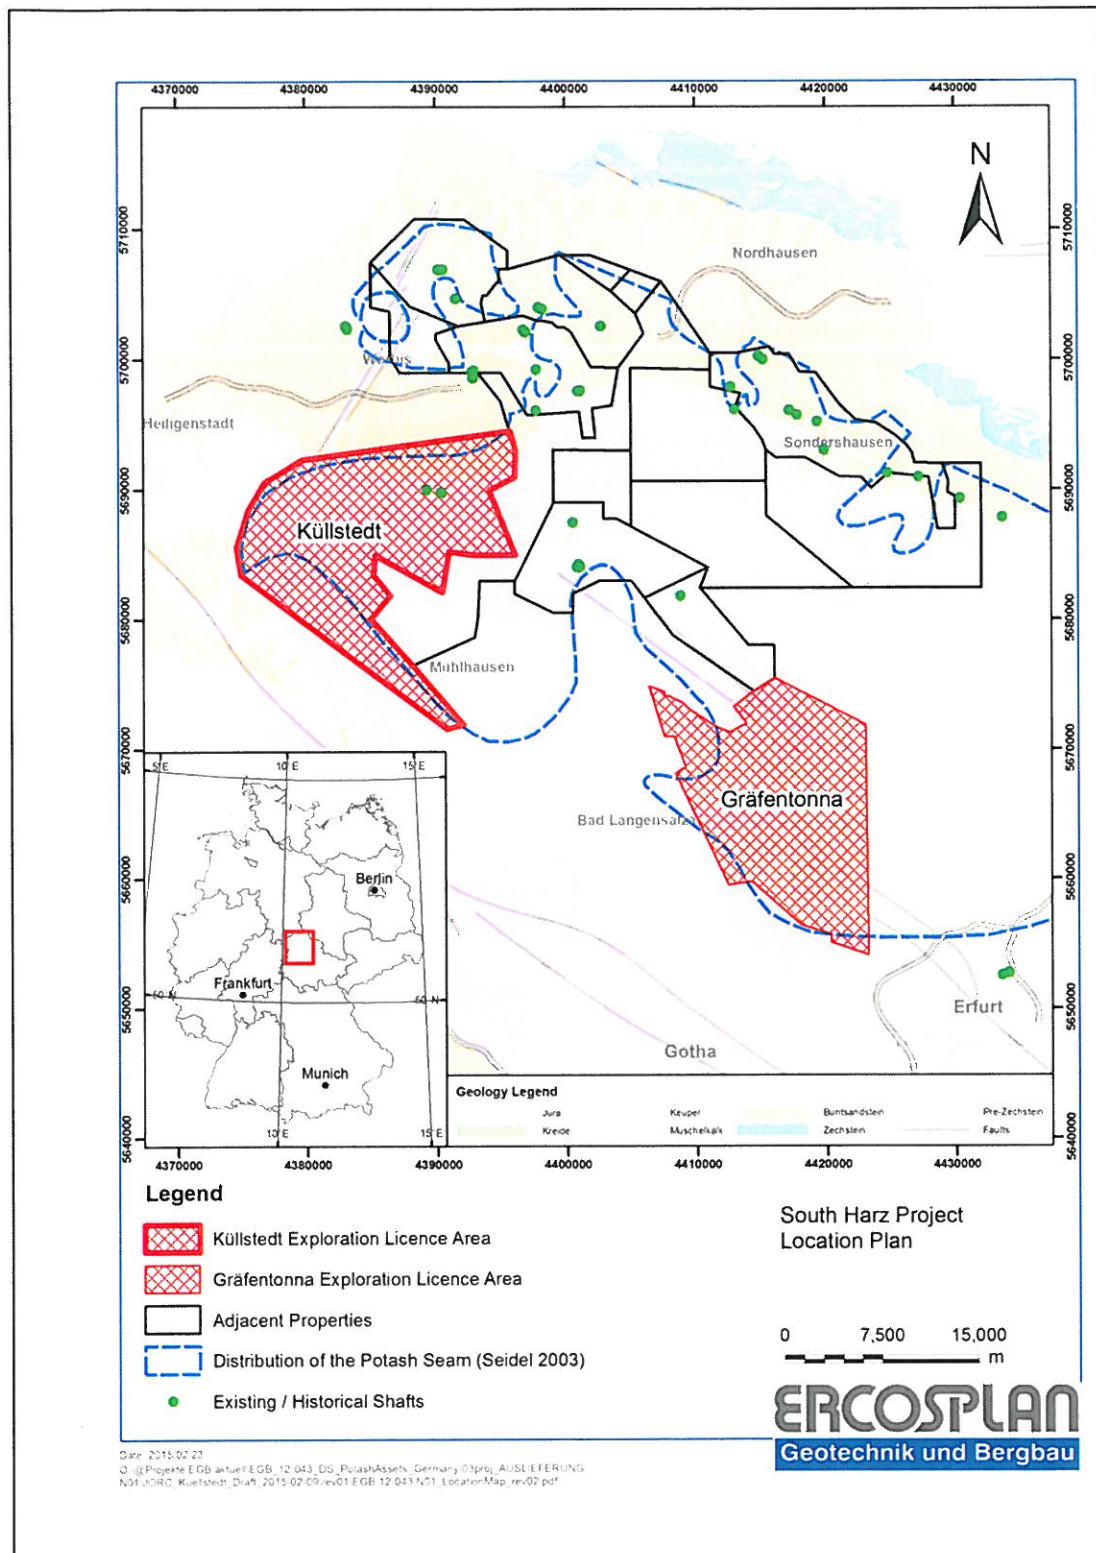 4370000 4380000 4390000 4400000 4410000 4420000 4430000
N
5710000 5710000
Nordhausen
5700000 5700000
Worbis
Heiligenstadt
Sondershausen
5690000 5690000
Küllstedt
5680000 5680000
Mühlhausen
5670000 5670000
5°E 10°E 15°E
Gräfentonna
Bad Langensalza
5660000 5660000
Berlin
Frankfurt
50°N 50°N
5650000 5650000
Erfurt
Gotha
Munich
Geology Legend
Jura Keuper Buntsandstein Pre-Zechstein
Kreide Muschelkalk Zechstein Faults
10°E 15°E
5640000 5640000
4370000 4380000 4390000 4400000 4410000 4420000 4430000
Legend
Küllstedt Exploration Licence Area
Gräfentonna Exploration Licence Area
Adjacent Properties
Distribution of the Potash Seam (Seidel 2003)
Existing / Historical Shafts
South Harz Project
Location Plan
0 7,500 15,000
m
ERCOSPLAN
Geotechnik und Bergbau
Date: 2015-02-23